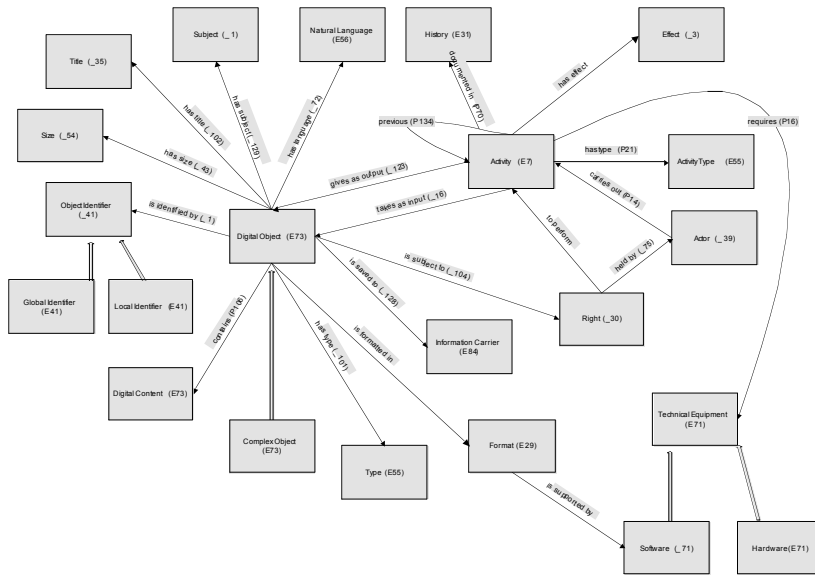 Subject (_1)
Natural Language
(E56)
History (E31)
Effect (_3)
Title (_35)
documented in (P70)
has effect
has title (_102)
has subject (_129)
has language (_72)
Size (_54)
previous (P134)
requires (P16)
Activity (E7)
has type (P21)
Activity Type (E55)
has size (_43)
gives as output (_123)
carries out (P14)
Object Identifier
(_41)
is identified by (_1)
takes as input (_16)
Digital Object (E73)
to perform
held by (_75)
Actor (_39)
is subject to (_104)
is saved to (_128)
Global Identifier
(E41)
Local Identifier (E41)
Right (_30)
contains (P106)
has type (_101)
is formatted in
Information Carrier
(E84)
Digital Content (E73)
Technical Equipment
(E71)
Complex Object
(E73)
Type (E55)
Format (E29)
is supported by
Software (_71)
Hardware (E71)